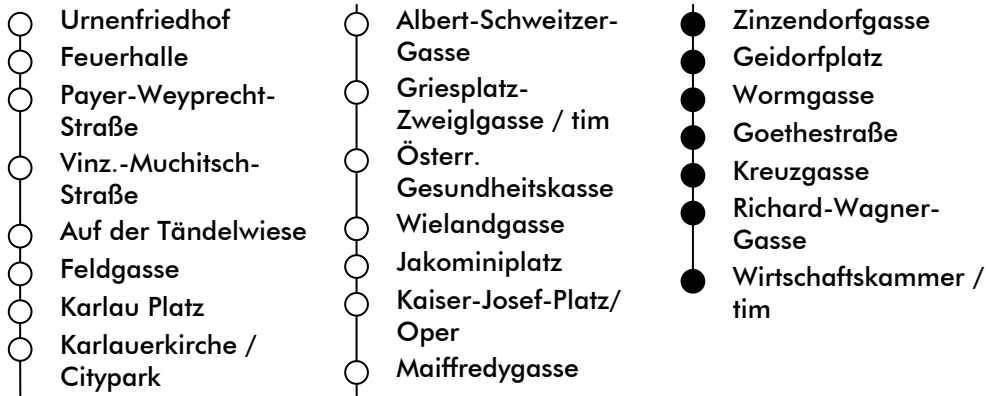 Urnenfriedhof
Feuerhalle
Payer-Weyprecht-
Straße
Vinz.-Muchitsch-
Straße
Auf der Tändelwiese
Feldgasse
Karlau Platz
Karlauerkirche /
Citypark
Albert-Schweitzer-
Gasse
Griesplatz-
Zweiglgasse / tim
Österr.
Gesundheitskasse
Wielandgasse
Jakominiplatz
Kaiser-Josef-Platz/
Oper
Maiffredygasse
Zinzendorfgasse
Geidorfplatz
Wormgasse
Goethestraße
Kreuzgasse
Richard-Wagner-
Gasse
Wirtschaftskammer /
tim